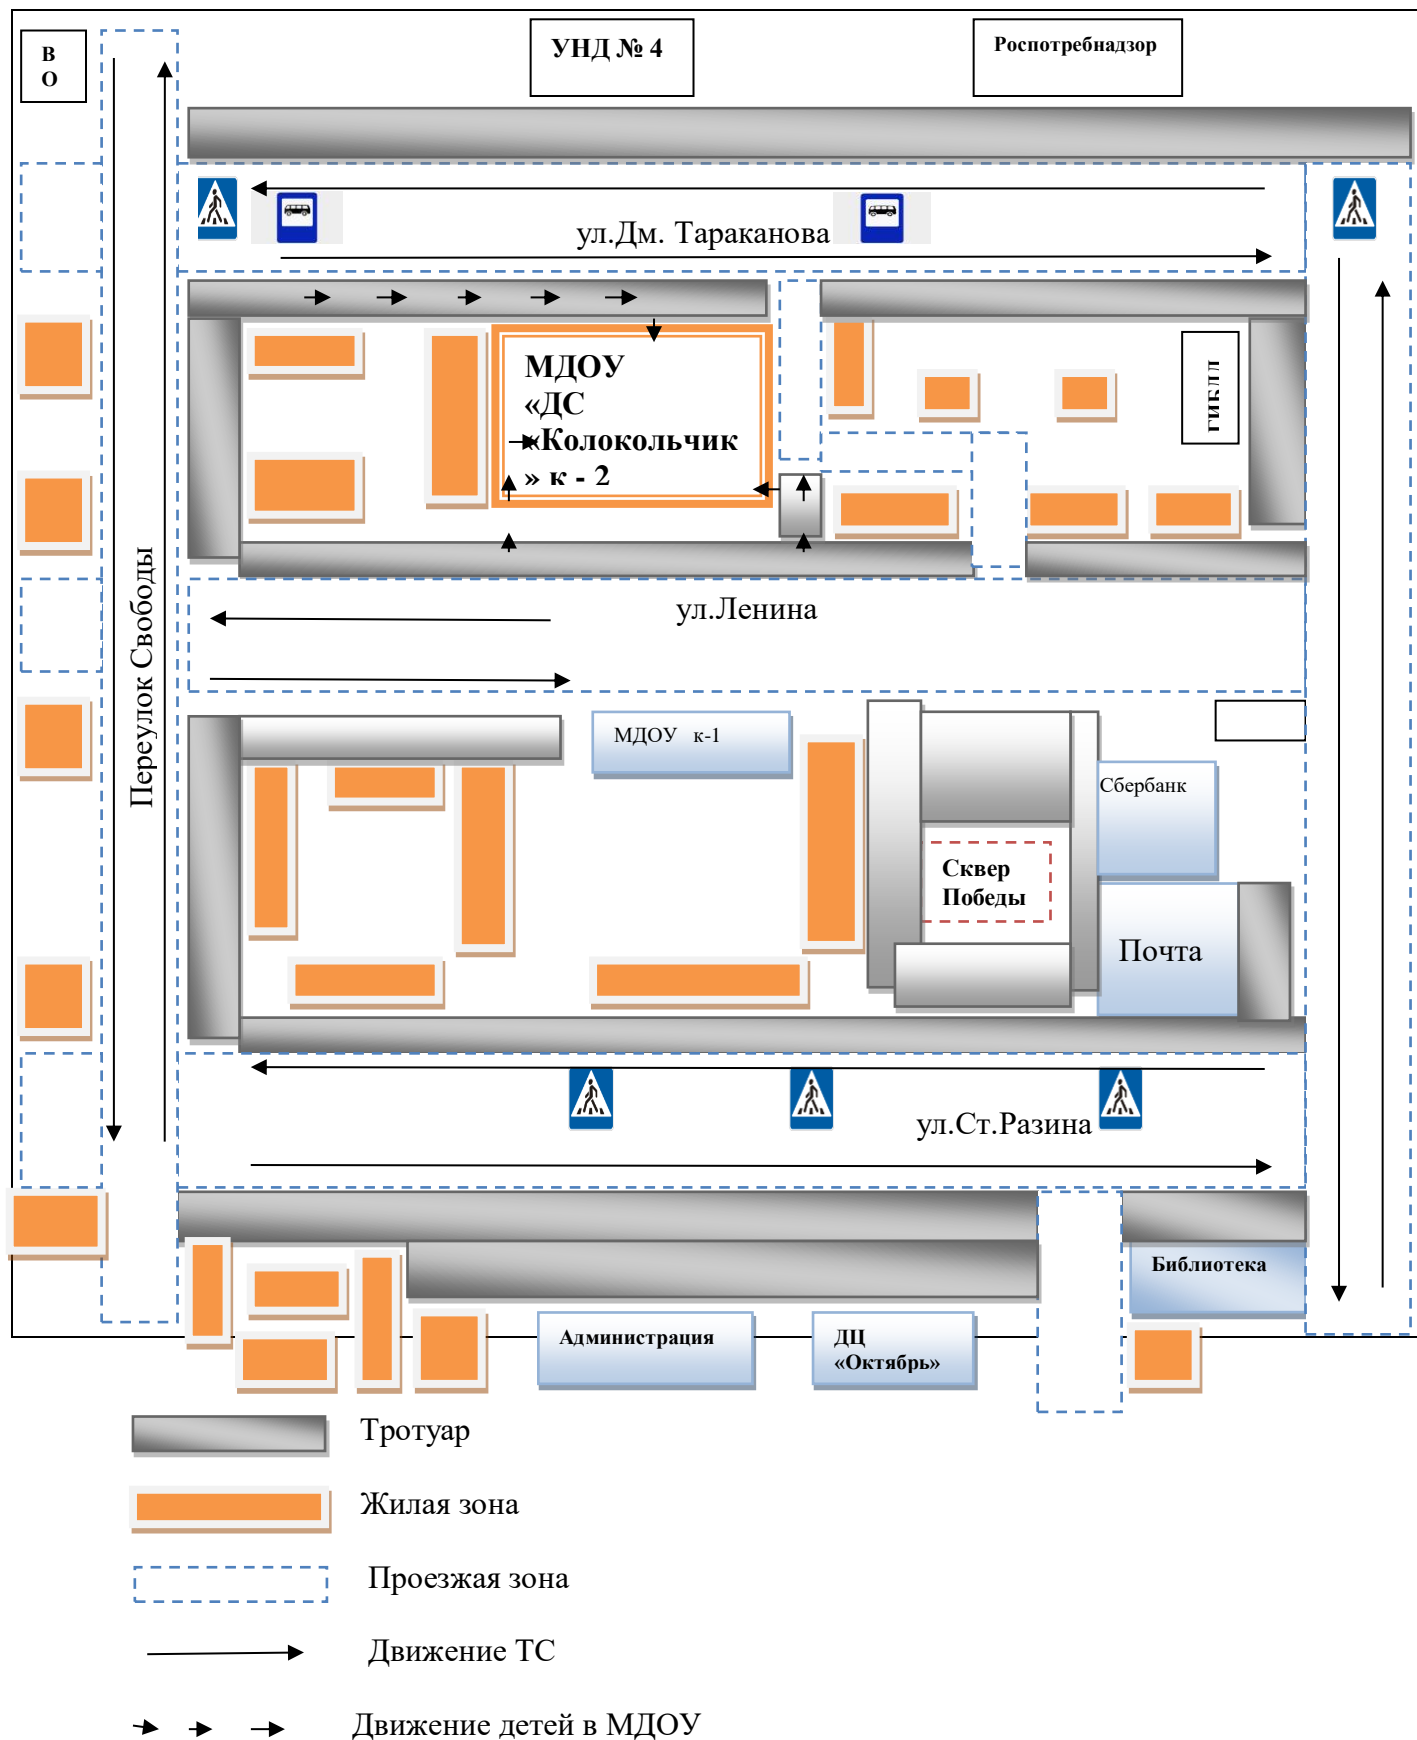 В
О
УНД № 4
Роспотребнадзор
ул.Дм. Тараканова
МДОУ
«ДС
«Колокольчик
» к - 2
ГИБДД
Переулок Свободы
ул.Ленина
МДОУ к-1
Сбербанк
Сквер
Победы
Почта
ул.Ст.Разина
Библиотека
Администрация
ДЦ
«Октябрь»
Тротуар
Жилая зона
Проезжая зона
Движение ТС
Движение детей в МДОУ